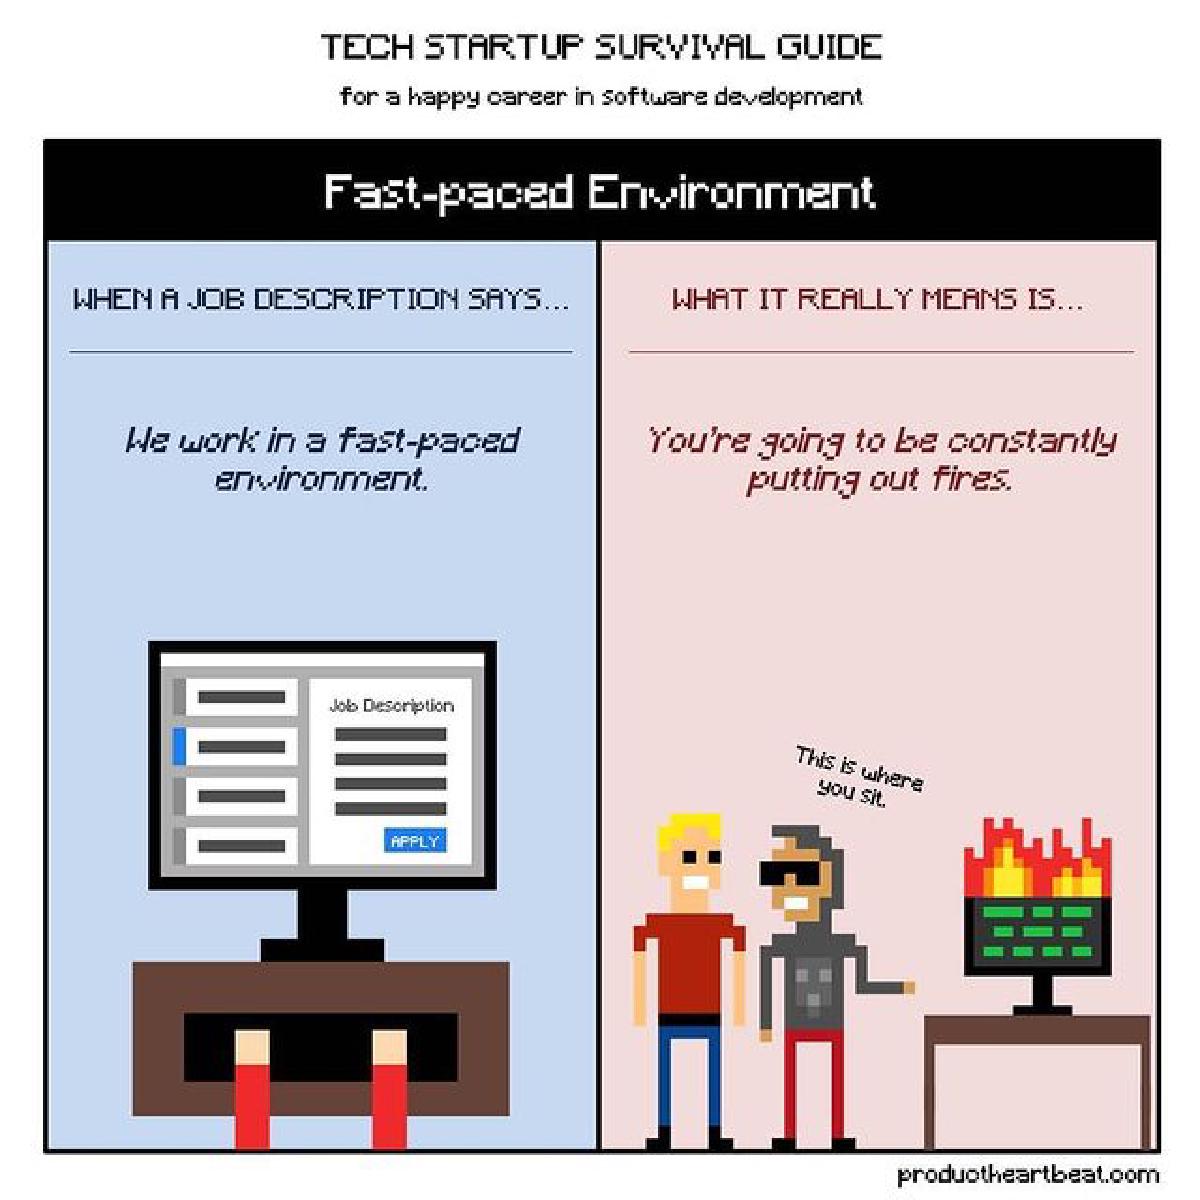 TECH STARTUP SURVIVAL GUIDE
for a happy career in software development
Fast-paced Environment
WHEN A JOB DESCRIPTION SAYS...
We work in a fast-paced
environment.
Job Description
APPLY
WHAT IT REALLY MEANS IS...
You're going to be constantly
putting out fires.
This is where
you sit.
productheartbeat.com